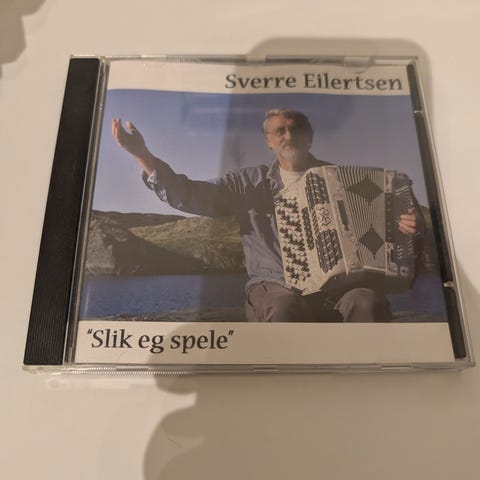 Sverre Eilertsen
"Slik eg spele"